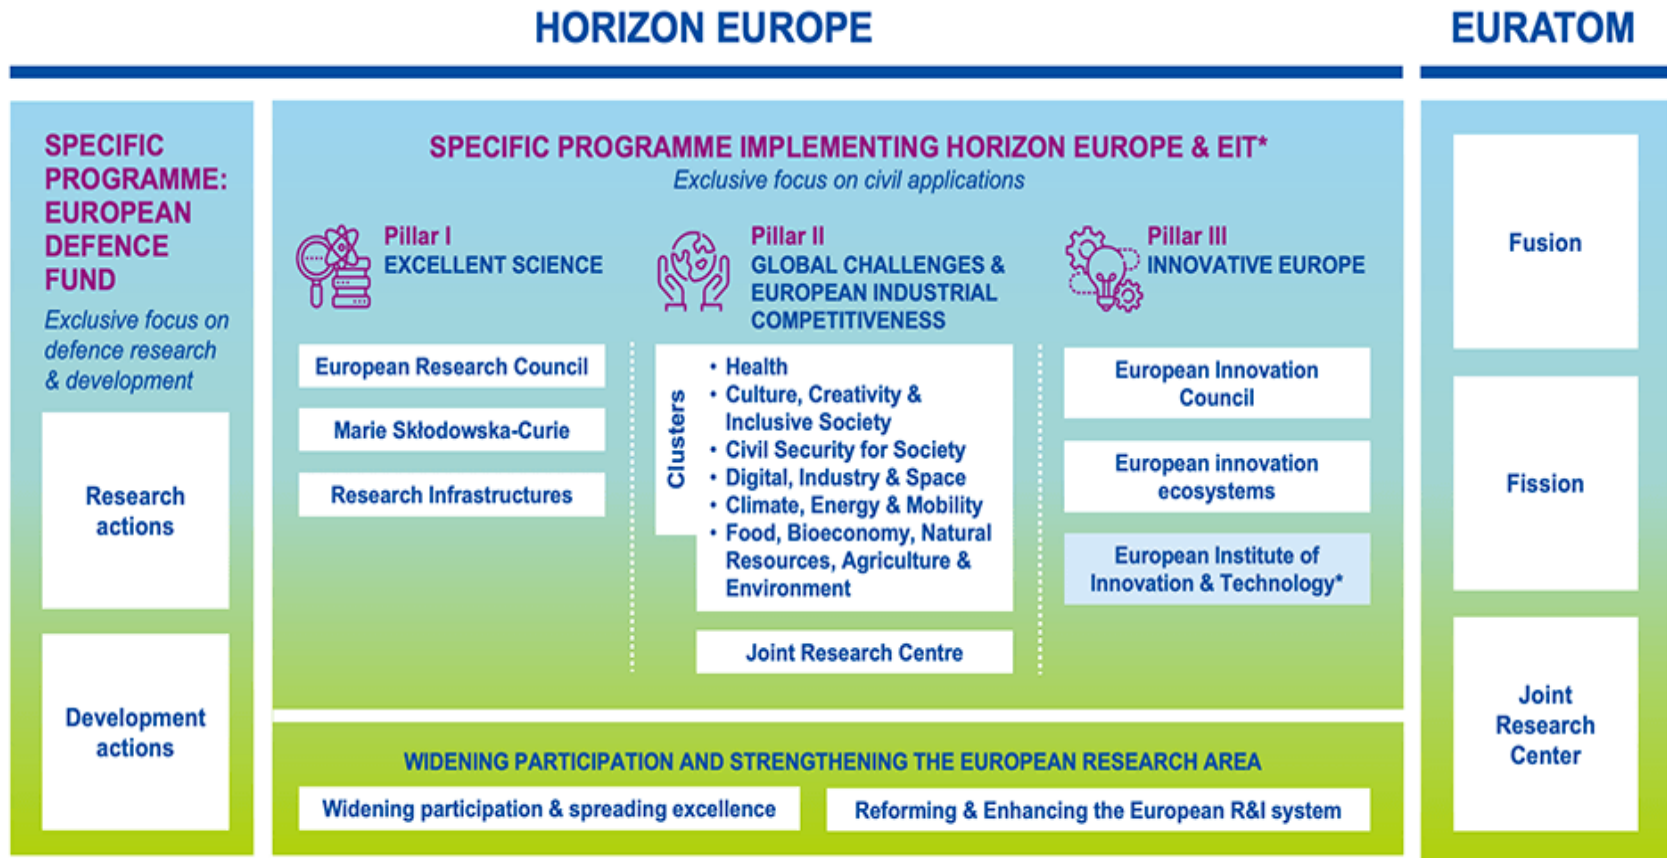 HORIZON EUROPE
EURATOM
SPECIFIC
PROGRAMME:
EUROPEAN
DEFENCE
FUND
Exclusive focus on
defence research
& development
Research
actions
Development
actions
SPECIFIC PROGRAMME IMPLEMENTING HORIZON EUROPE & EIT*
Exclusive focus on civil applications
Pillar I
EXCELLENT SCIENCE
European Research Council
Marie Skłodowska-Curie
Research Infrastructures
Pillar II
GLOBAL CHALLENGES &
EUROPEAN INDUSTRIAL
COMPETITIVENESS
Clusters
• Health
• Culture, Creativity &
Inclusive Society
• Civil Security for Society
• Digital, Industry & Space
• Climate, Energy & Mobility
• Food, Bioeconomy, Natural
Resources, Agriculture &
Environment
Joint Research Centre
Pillar III
INNOVATIVE EUROPE
European Innovation
Council
European innovation
ecosystems
European Institute of
Innovation & Technology*
WIDENING PARTICIPATION AND STRENGTHENING THE EUROPEAN RESEARCH AREA
Widening participation & spreading excellence
Reforming & Enhancing the European R&I system
Fusion
Fission
Joint
Research
Center